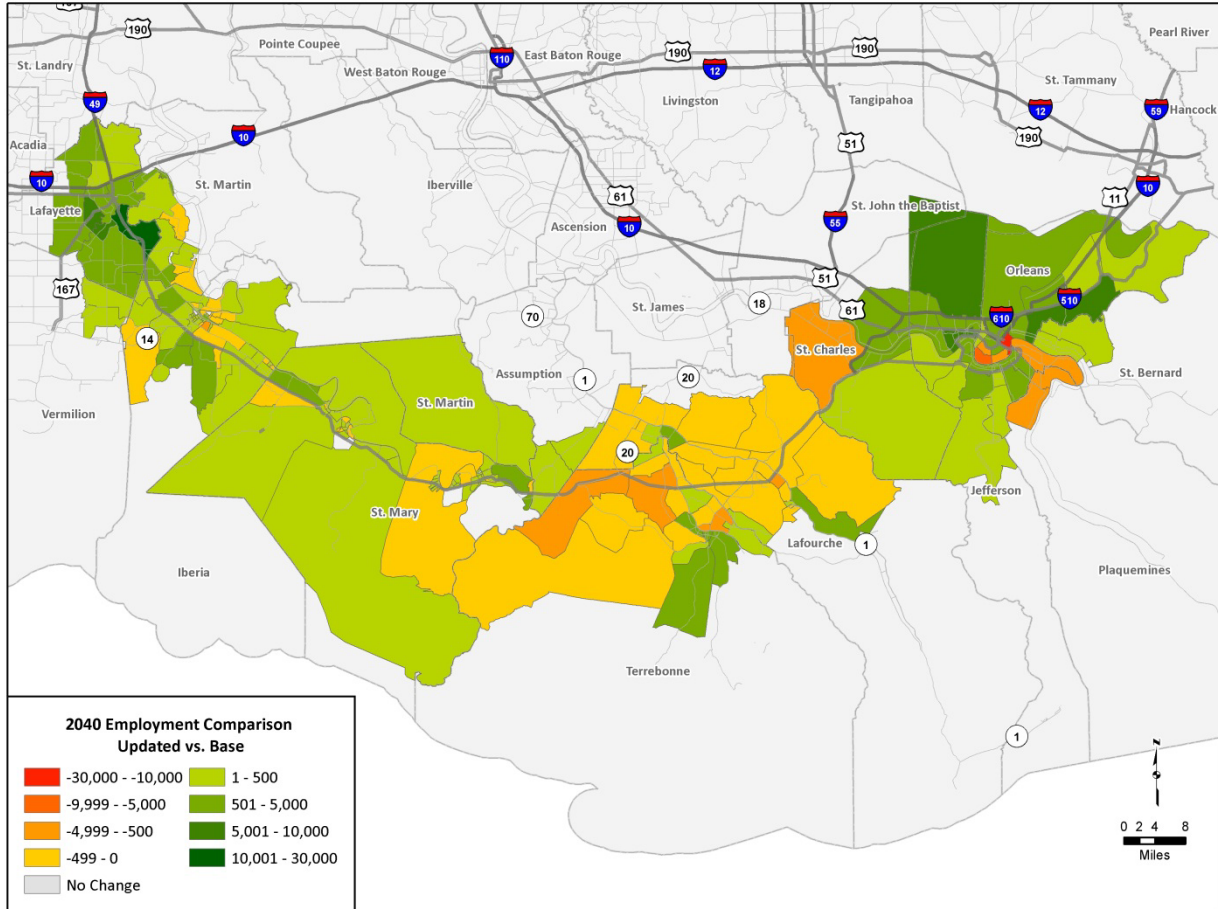 190
190
190
Pointe Coupee
East Baton Rouge
Pearl River
St. Landry
110
West Baton Rouge
12
St. Tammany
49
Livingston
Tangipahoa
59
Hancock
12
190
10
Acadia
51
10
St. Martin
Iberville
10
61
11
Lafayette
St. John the Baptist
Ascension
10
55
Orleans
167
51
510
St. James
18
61
610
70
14
St. Charles
Assumption
1
20
St. Bernard
St. Martin
Vermilion
20
Jefferson
St. Mary
Lafourche
1
Iberia
Plaquemines
Terrebonne
1
2040 Employment Comparison
Updated vs. Base
-30,000 - -10,000
-9,999 - -5,000
-4,999 - -500
-499 - 0
No Change
1 - 500
501 - 5,000
5,001 - 10,000
10,001 - 30,000
0 2 4 8
Miles